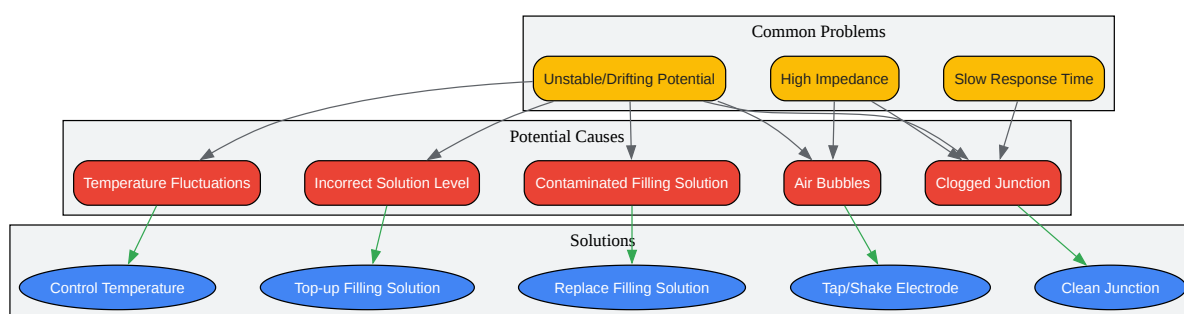 Common Problems
Unstable/Drifting Potential
High Impedance
Slow Response Time
Potential Causes
Temperature Fluctuations
Incorrect Solution Level
Contaminated Filling Solution
Air Bubbles
Clogged Junction
Solutions
Control Temperature
Top-up Filling Solution
Replace Filling Solution
Tap/Shake Electrode
Clean Junction